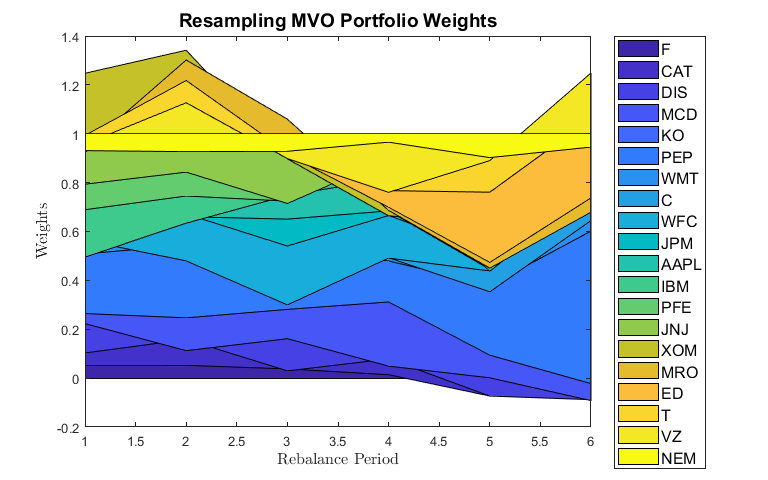 Resampling MVO Portfolio Weights
1.4
1.2
1
0.8
0.6
0.4
0.2
0
-0.2
Weights
1 1.5 2 2.5 3 3.5 4 4.5 5 5.5 6
Rebalance Period
F
CAT
DIS
MCD
KO
PEP
WMT
C
WFC
JPM
AAPL
IBM
PFE
JNJ
XOM
MRO
ED
T
VZ
NEM